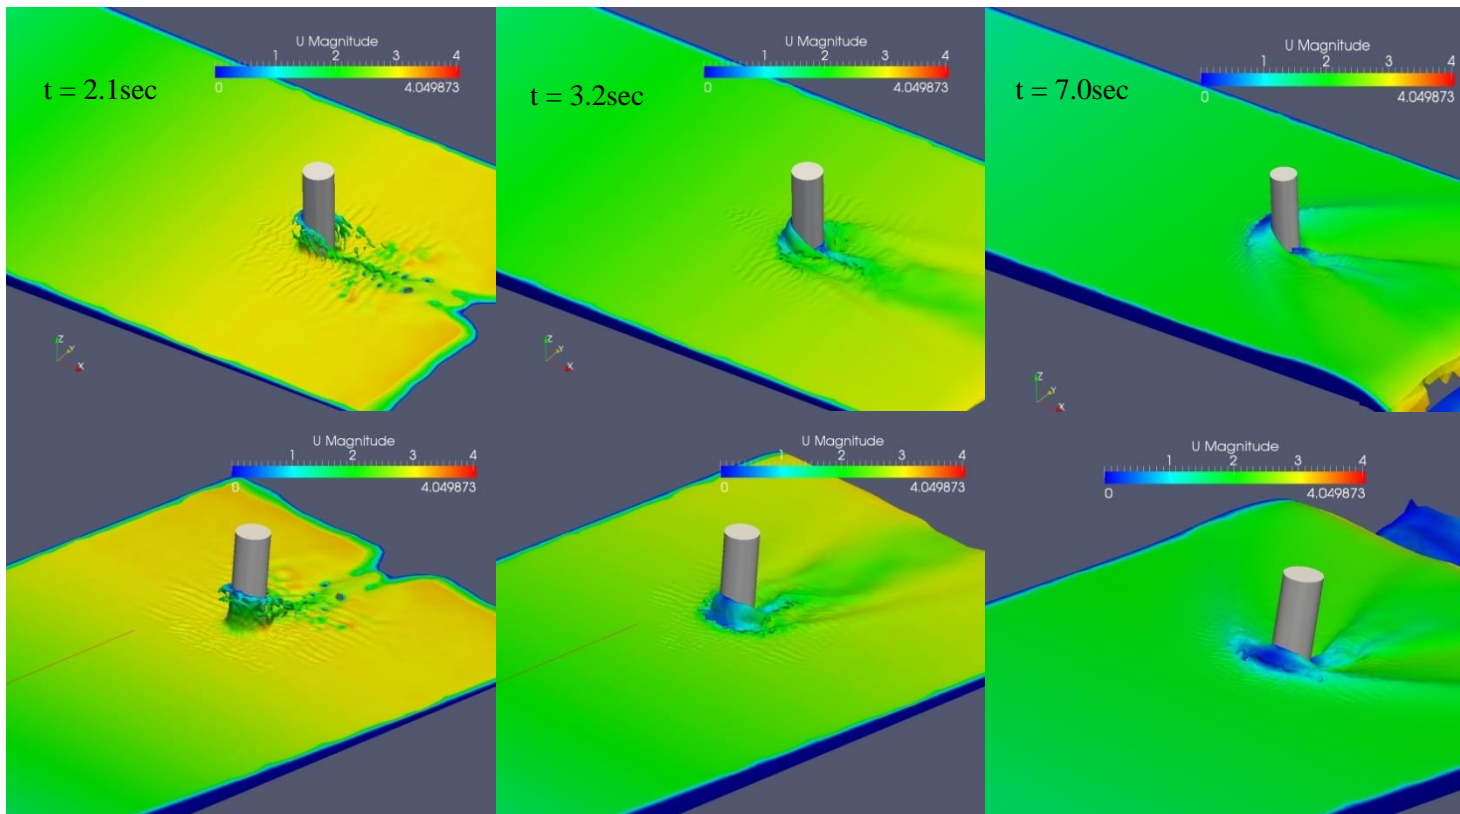 U Magnitude
1 2 3 4
0 4.049873
t = 2.1sec
Z
Y
X
U Magnitude
1 2 3 4
0 4.049873
t = 3.2sec
Z
Y
X
U Magnitude
1 2 3 4
0 4.049873
t = 7.0sec
Z
Y
X
U Magnitude
1 2 3 4
0 4.049873
U Magnitude
1 2 3 4
0 4.049873
U Magnitude
1 2 3 4
0 4.049873